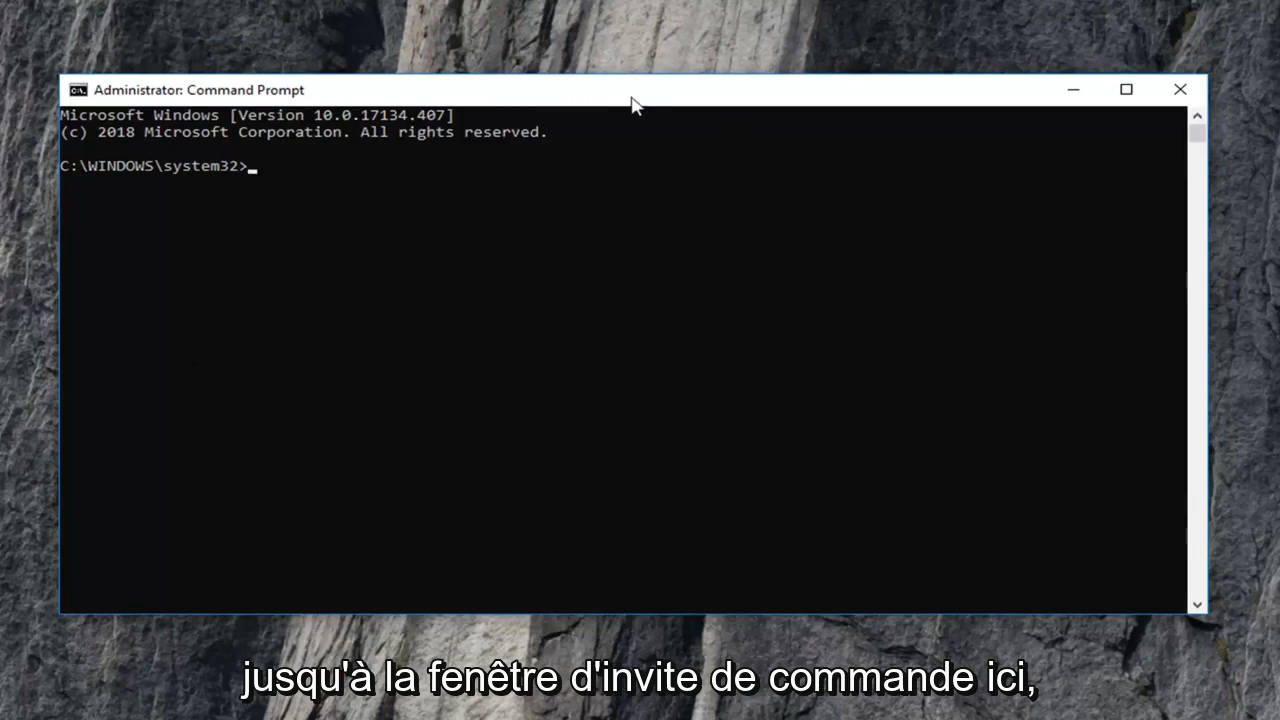 Administrator: Command Prompt
Microsoft Windows [Version 10.0.17134.407]
(c) 2018 Microsoft Corporation. All rights reserved.
C:\WINDOWS\system32>
jusqu'à la fenêtre d'invite de commande ici,